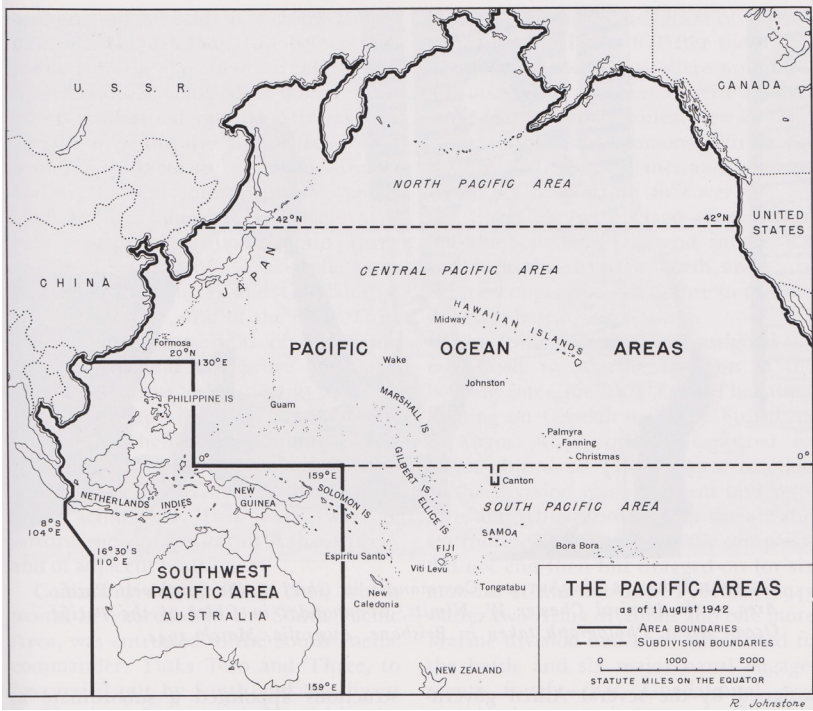 U. S. S. R.
CANADA
NORTH PACIFIC AREA
42°N
42°N
UNITED
STATES
CHINA
JAPAN
CENTRAL PACIFIC AREA
HAWAIIAN ISLANDS
Midway
Formosa
20°N
130°E
PACIFIC OCEAN AREAS
Wake
Johnston
PHILIPPINE IS
Guam
MARSHALL IS
Palmyra
Fanning
Christmas
0°
0°
159°E
GILBERT IS
ELLICE IS
Canton
NETHERLANDS INDIES
NEW
GUINEA
SOLOMON IS
SOUTH PACIFIC AREA
8°S
104°E
SAMOA
16°30'S
110°E
Espiritu Santo
FIJI
Viti Levu
Bora Bora
SOUTHWEST
PACIFIC AREA
AUSTRALIA
New
Caledonia
Tongatabu
THE PACIFIC AREAS
as of 1 August 1942
AREA BOUNDARIES
SUBDIVISION BOUNDARIES
0 1000 2000
STATUTE MILES ON THE EQUATOR
NEW ZEALAND
159°E
R. Johnstone